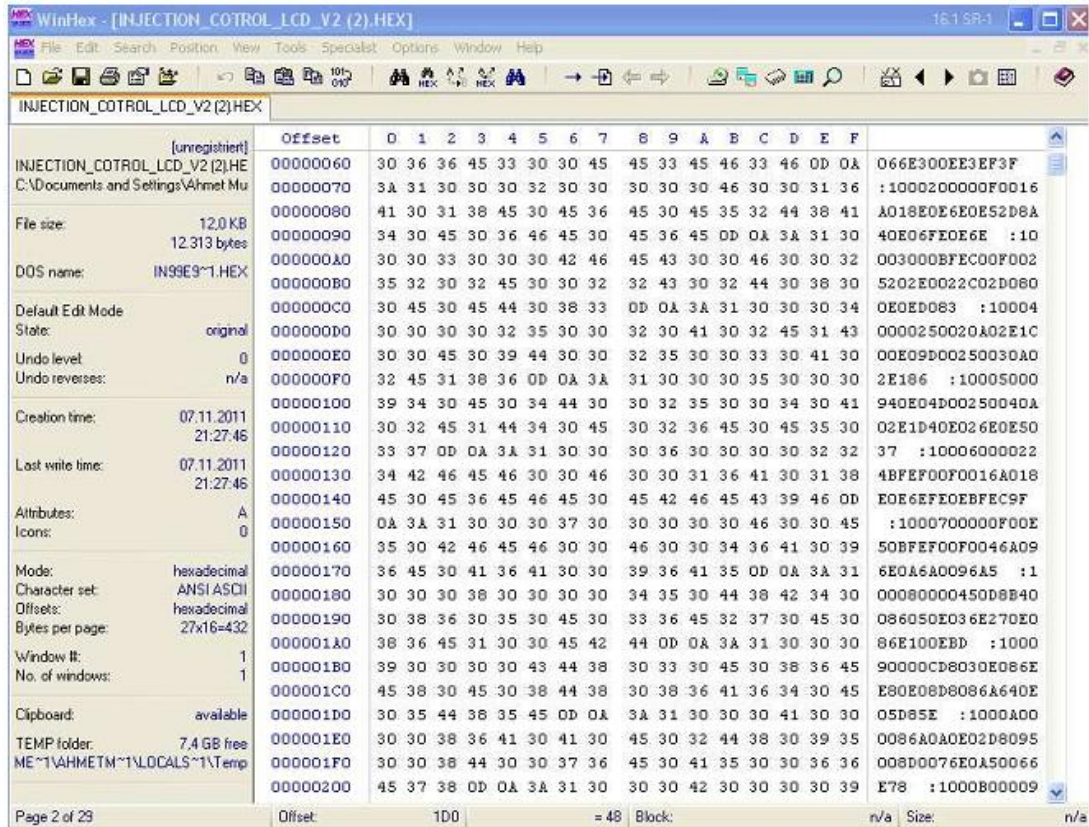 WinHex - [INJECTION_COTROL_LCD_V2 (2).HEX] 16.1 SR-1
File Edit Search Position View Tools Specialist Options Window Help
INJECTION_COTROL_LCD_V2 (2).HEX
[unregistriert]
INJECTION_COTROL_LCD_V2 (2).HE
C:\Documents and Settings\Ahmet Mu
File size: 12,0 KB
12.313 bytes
DOS name: IN99E9~1.HEX
Default Edit Mode
State: original
Undo level: 0
Undo reverses: n/a
Creation time: 07.11.2011
21:27:46
Last write time: 07.11.2011
21:27:46
Attributes: A
Icons: 0
Mode: hexadecimal
Character set: ANSI ASCII
Offsets: hexadecimal
Bytes per page: 27x16=432
Window #: 1
No. of windows: 1
Clipboard: available
TEMP folder: 7,4 GB free
ME~1\AHMETM~1\LOCALS~1\Temp
Offset 0 1 2 3 4 5 6 7 8 9 A B C D E F
00000060 30 36 36 45 33 30 30 45 45 33 45 46 33 46 0D 0A 066E300EE3EF3F
00000070 3A 31 30 30 30 32 30 30 30 30 30 46 30 30 31 36 :1000200000F0016
00000080 41 30 31 38 45 30 45 36 45 30 45 35 32 44 38 41 A018E0E6E0E52D8A
00000090 34 30 45 30 36 46 45 30 45 36 45 0D 0A 3A 31 30 40E06FE0E6E :10
000000A0 30 30 33 30 30 30 42 46 45 43 30 30 46 30 30 32 003000BFEC00F002
000000B0 35 32 30 32 45 30 30 32 32 43 30 32 44 30 38 30 5202E0022C02D080
000000C0 30 45 30 45 44 30 38 33 0D 0A 3A 31 30 30 30 34 0E0ED083 :10004
000000D0 30 30 30 30 32 35 30 30 32 30 41 30 32 45 31 43 0000250020A02E1C
000000E0 30 30 45 30 39 44 30 30 32 35 30 30 33 30 41 30 00E09D00250030A0
000000F0 32 45 31 38 36 0D 0A 3A 31 30 30 30 35 30 30 30 2E186 :10005000
00000100 39 34 30 45 30 34 44 30 30 32 35 30 30 34 30 41 940E04D00250040A
00000110 30 32 45 31 44 34 30 45 30 32 36 45 30 45 35 30 02E1D40E026E0E50
00000120 33 37 0D 0A 3A 31 30 30 30 36 30 30 30 30 32 32 37 :10006000022
00000130 34 42 46 45 46 30 30 46 30 30 31 36 41 30 31 38 4BFEF00F0016A018
00000140 45 30 45 36 45 46 45 30 45 42 46 45 43 39 46 0D E0E6EFE0EBFEC9F
00000150 0A 3A 31 30 30 30 37 30 30 30 30 30 46 30 30 45 :1000700000F00E
00000160 35 30 42 46 45 46 30 30 46 30 30 34 36 41 30 39 50BFEF00F0046A09
00000170 36 45 30 41 36 41 30 30 39 36 41 35 0D 0A 3A 31 6E0A6A0096A5 :1
00000180 30 30 30 38 30 30 30 30 34 35 30 44 38 42 34 30 00080000450D8B40
00000190 30 38 36 30 35 30 45 30 33 36 45 32 37 30 45 30 086050E036E270E0
000001A0 38 36 45 31 30 30 45 42 44 0D 0A 3A 31 30 30 30 86E100EBD :1000
000001B0 39 30 30 30 30 43 44 38 30 33 30 45 30 38 36 45 90000CD8030E086E
000001C0 45 38 30 45 30 38 44 38 30 38 36 41 36 34 30 45 E80E08D8086A640E
000001D0 30 35 44 38 35 45 0D 0A 3A 31 30 30 30 41 30 30 05D85E :1000A00
000001E0 30 30 38 36 41 30 41 30 45 30 32 44 38 30 39 35 0086A0A0E02D8095
000001F0 30 30 38 44 30 30 37 36 45 30 41 35 30 30 36 36 008D0076E0A50066
00000200 45 37 38 0D 0A 3A 31 30 30 30 42 30 30 30 30 39 E78 :1000B00009
Page 2 of 29 Offset: 1D0 = 48 Block: n/a Size: n/a